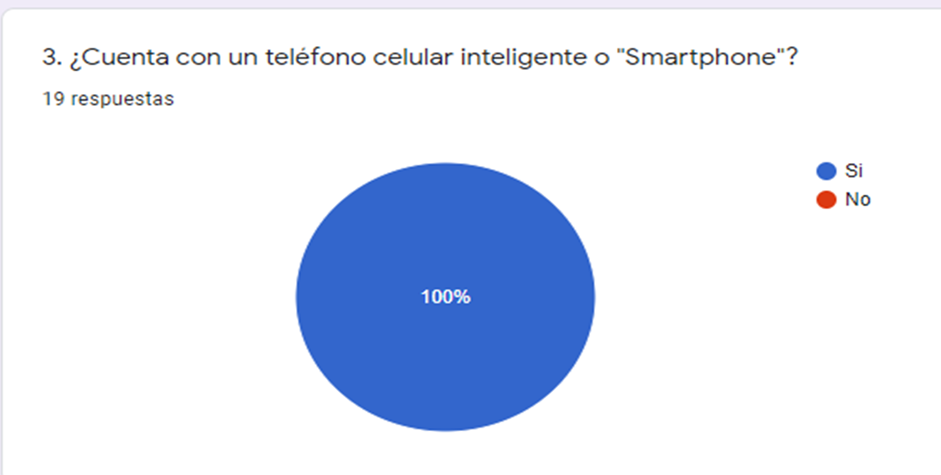 3. ¿Cuenta con un teléfono celular inteligente o "Smartphone"?
19 respuestas
Si
No
100%